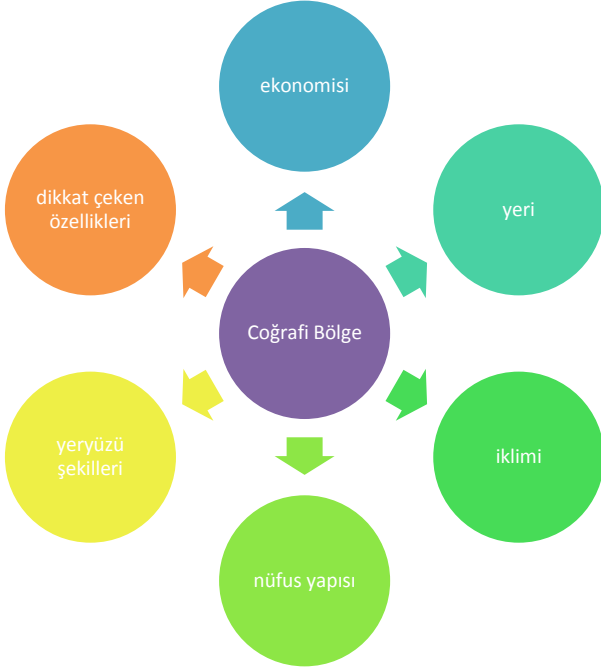 ekonomisi
dikkat çeken
özellikleri
yeri
Coğrafi Bölge
yeryüzü
şekilleri
iklimi
nüfus yapısı